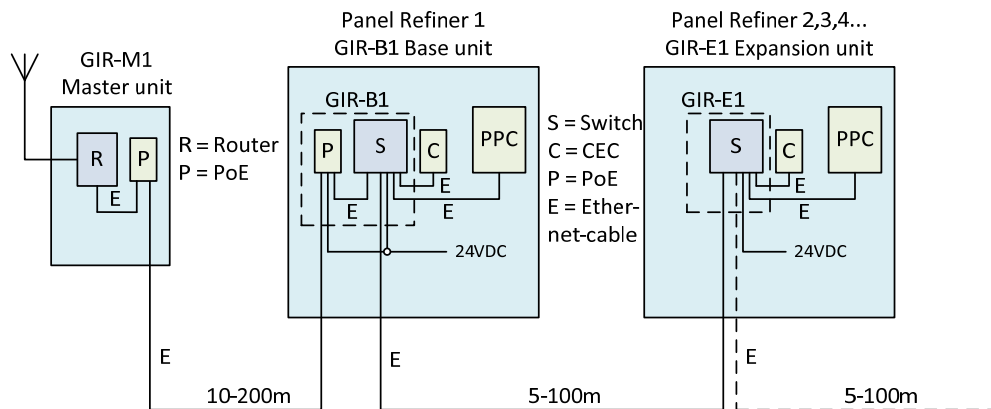 GIR-M1
Master unit
R
P
E
R = Router
P = PoE
E
10-200m
Panel Refiner 1
GIR-B1 Base unit
GIR-B1
P
S
C
PPC
E
E
E
24VDC
E
5-100m
S = Switch
C = CEC
P = PoE
E = Ether-
net-cable
Panel Refiner 2,3,4...
GIR-E1 Expansion unit
GIR-E1
S
C
PPC
E
E
24VDC
E
5-100m